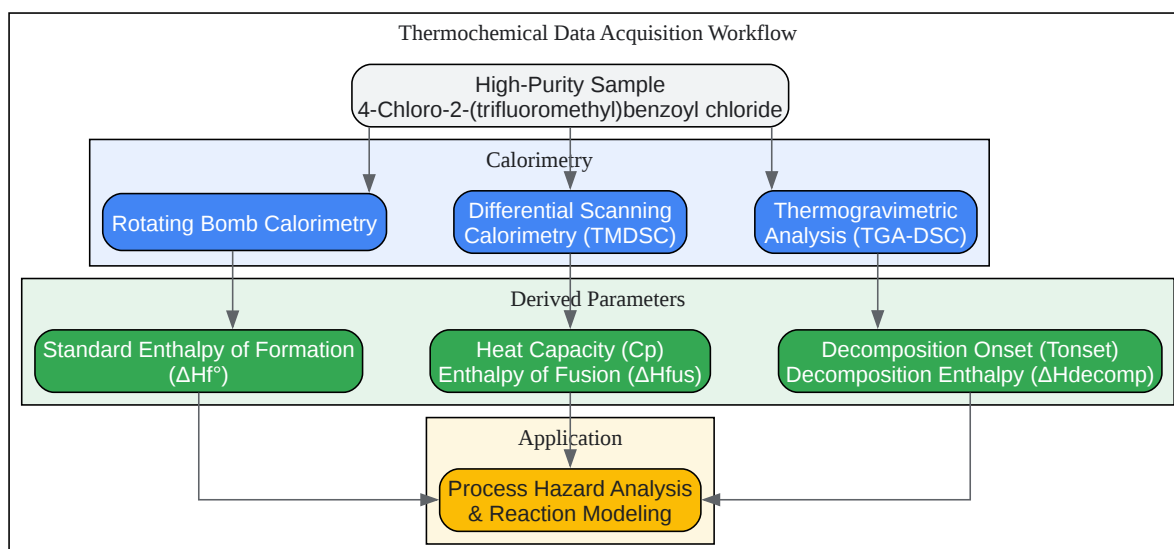 Thermochemical Data Acquisition Workflow
High-Purity Sample
4-Chloro-2-(trifluoromethyl)benzoyl chloride
Calorimetry
Rotating Bomb Calorimetry
Differential Scanning
Calorimetry (TMDSC)
Thermogravimetric
Analysis (TGA-DSC)
Derived Parameters
Standard Enthalpy of Formation
(ΔHf°)
Heat Capacity (Cp)
Enthalpy of Fusion (ΔHfus)
Decomposition Onset (Tonset)
Decomposition Enthalpy (ΔHdecomp)
Application
Process Hazard Analysis
& Reaction Modeling